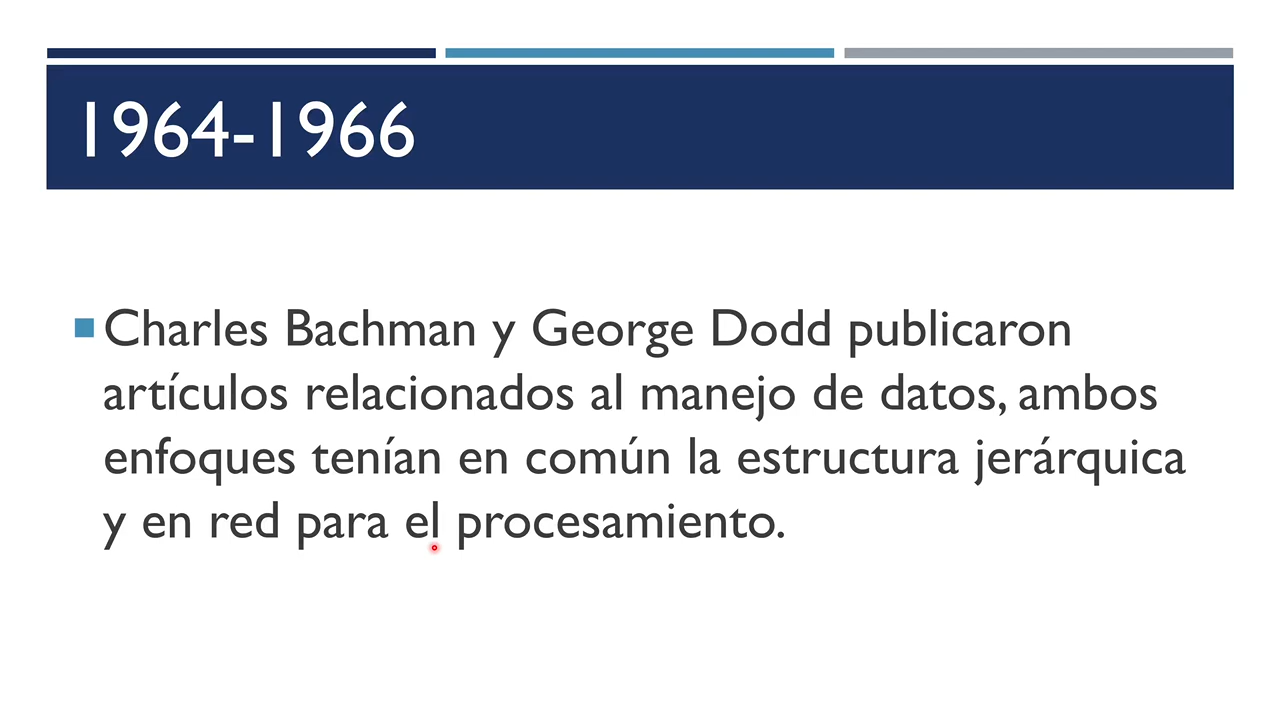 1964-1966
Charles Bachman y George Dodd publicaron
artículos relacionados al manejo de datos, ambos
enfoques tenían en común la estructura jerárquica
y en red para el procesamiento.